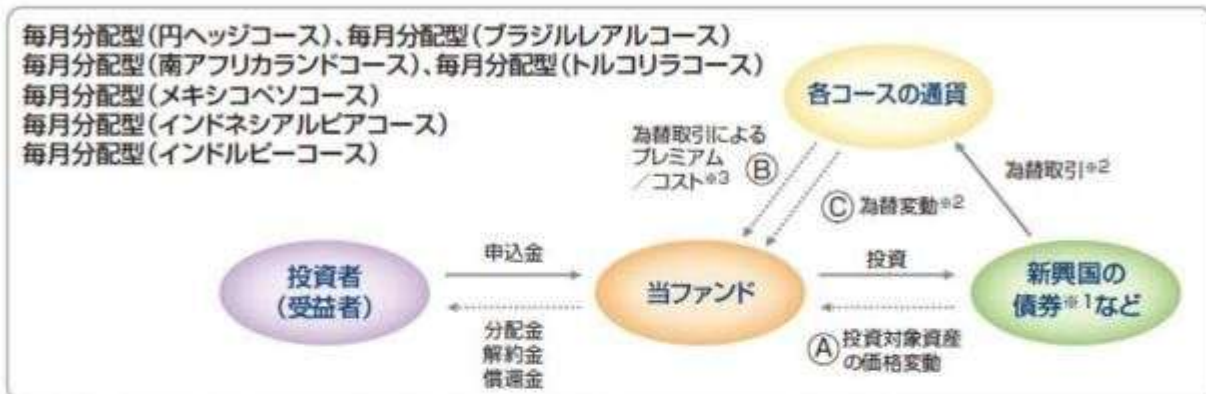 毎月分配型(円ヘッジコース)、毎月分配型(ブラジルレアルコース)
毎月分配型(南アフリカランドコース)、毎月分配型(トルコリラコース)
毎月分配型(メキシコペソコース)
毎月分配型(インドネシアルピアコース)
毎月分配型(インドルピーコース)
各コースの通貨
為替取引による
プレミアム
/コスト※3
Ⓑ
Ⓒ 為替変動※2
為替取引※2
投資者
(受益者)
申込金
分配金
解約金
償還金
当ファンド
投資
Ⓐ 投資対象資産
の価格変動
新興国の
債券※1など